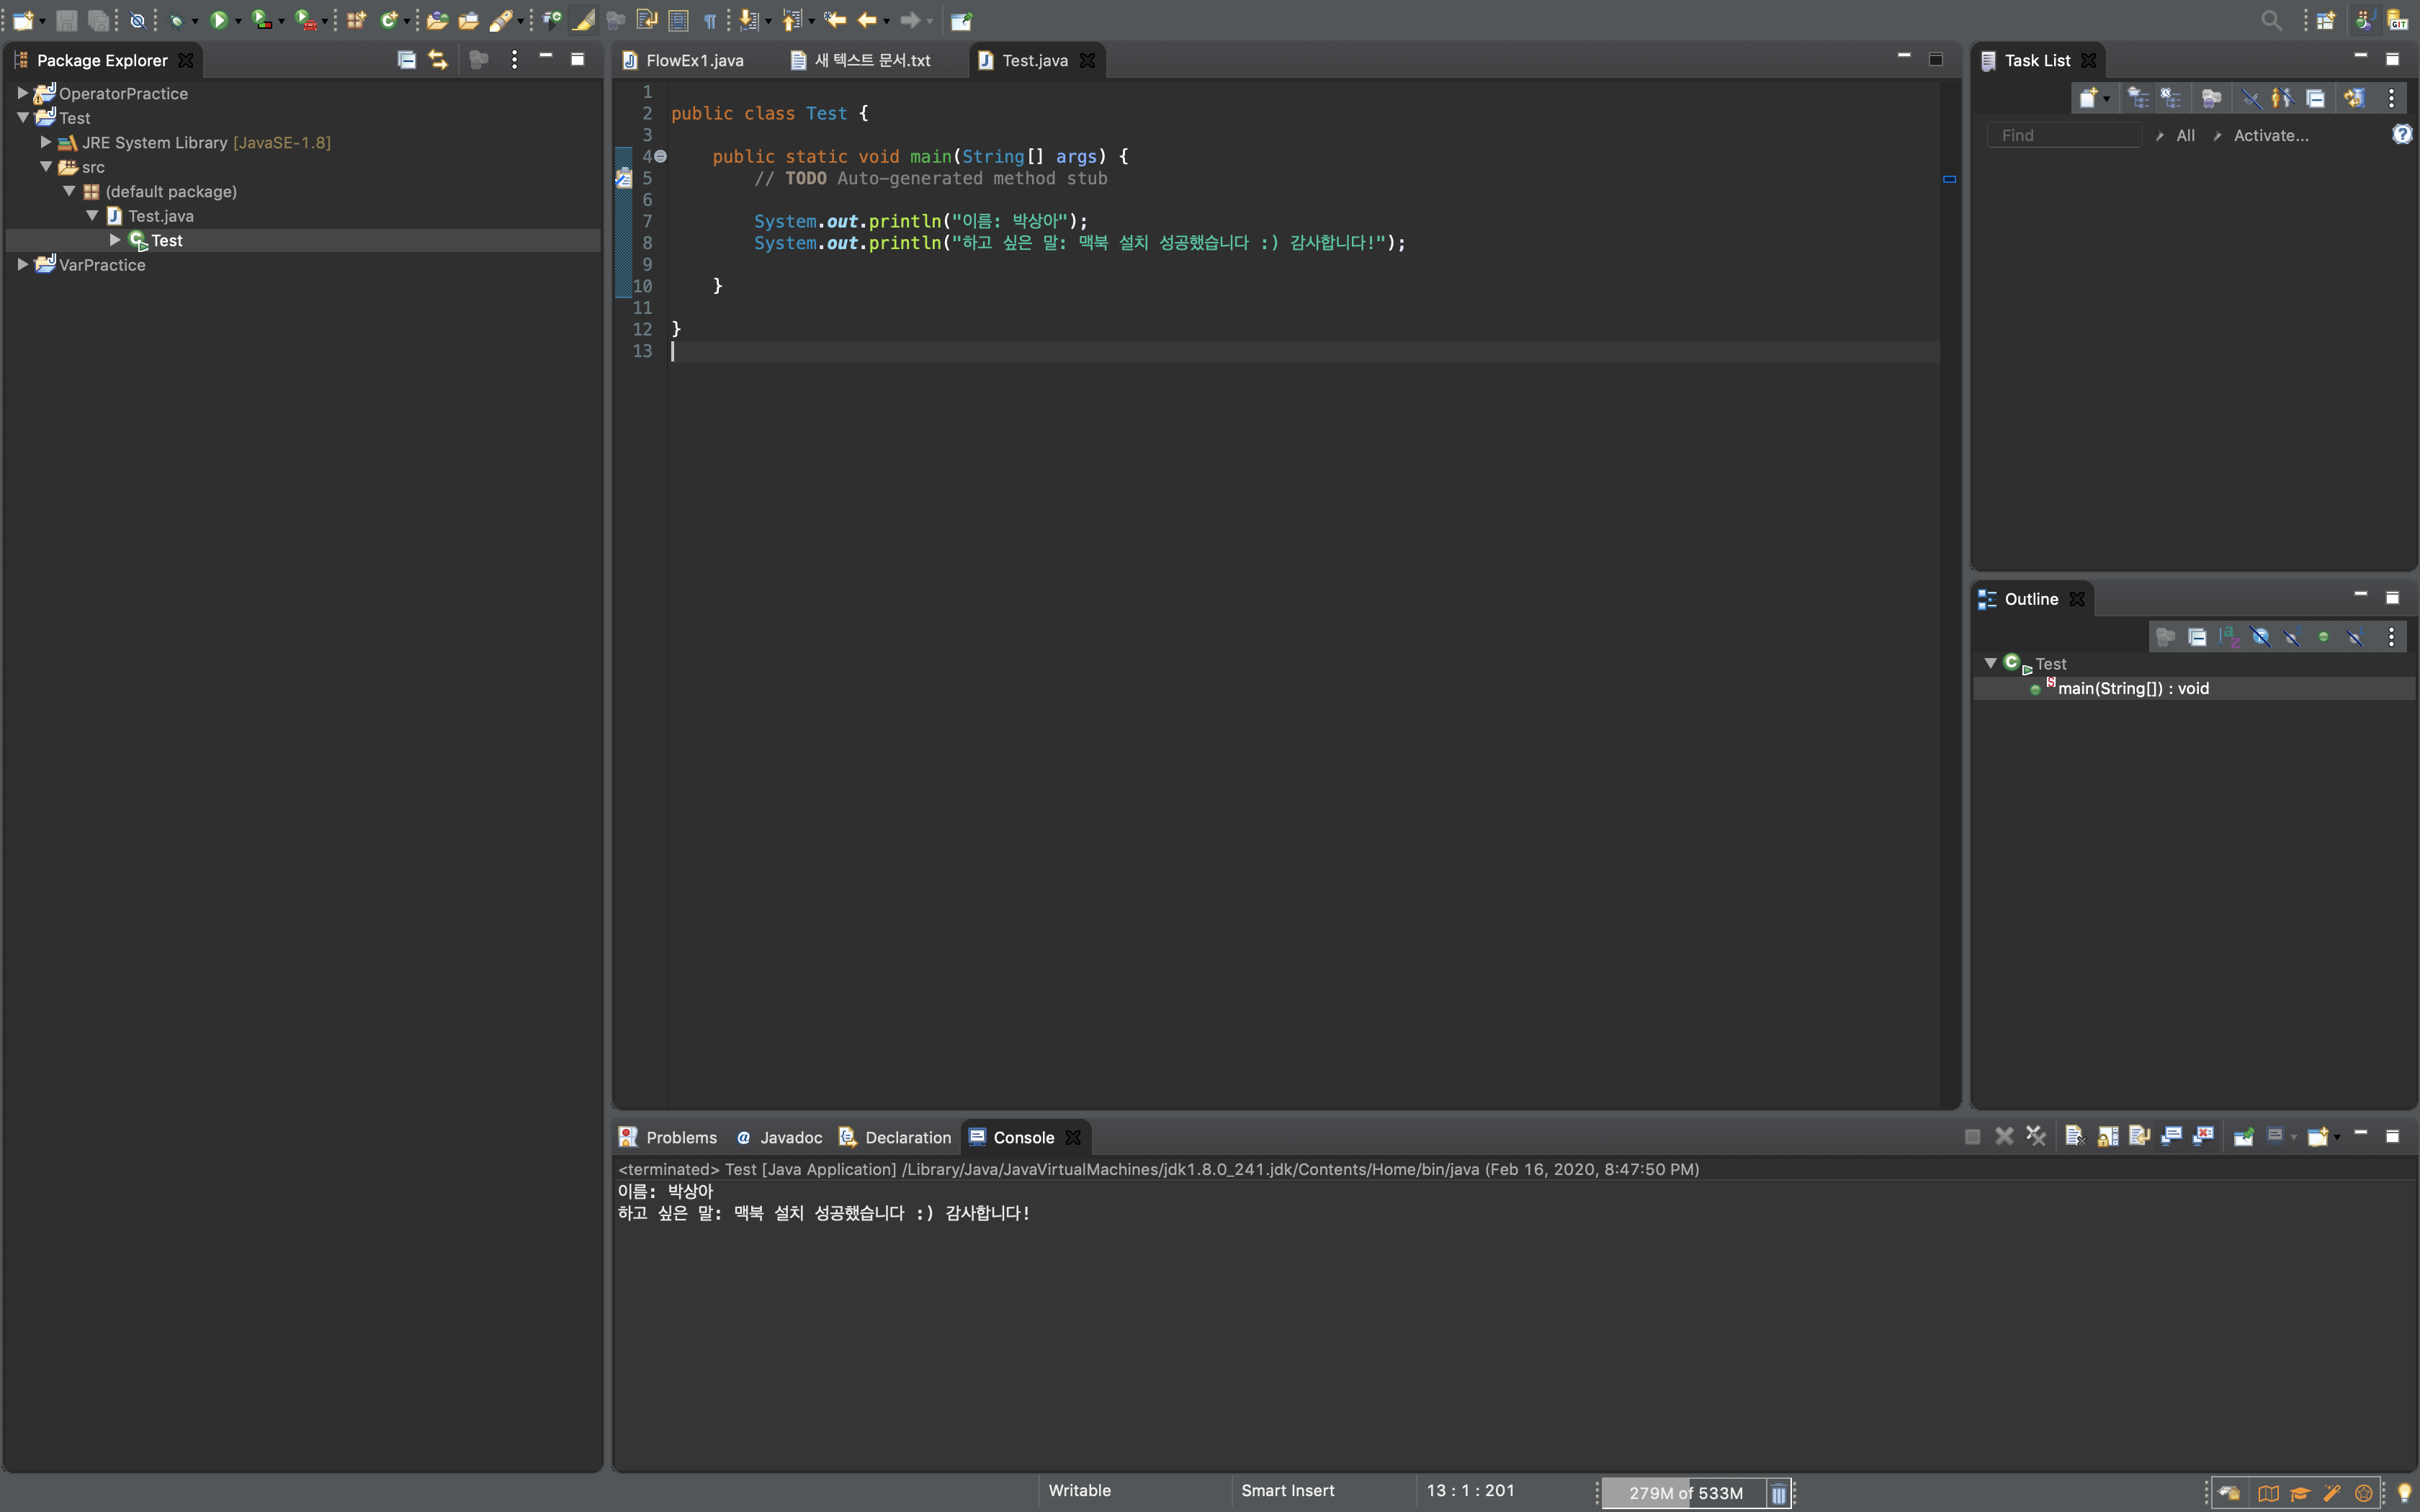 Package Explorer
OperatorPractice
Test
JRE System Library [JavaSE-1.8]
src
(default package)
Test.java
Test
VarPractice
FlowEx1.java
새 텍스트 문서.txt
Test.java
1
2 public class Test {
3
4 public static void main(String[] args) {
5 // TODO Auto-generated method stub
6
7 System.out.println("이름: 박상아");
8 System.out.println("하고 싶은 말: 맥북 설치 성공했습니다 :) 감사합니다!");
9
10 }
11
12 }
13
Task List
Find
All
Activate...
Outline
Test
main(String[]) : void
Problems
Javadoc
Declaration
Console
<terminated> Test [Java Application] /Library/Java/JavaVirtualMachines/jdk1.8.0_241.jdk/Contents/Home/bin/java (Feb 16, 2020, 8:47:50 PM)
이름: 박상아
하고 싶은 말: 맥북 설치 성공했습니다 :) 감사합니다!
Writable
Smart Insert
13 : 1 : 201
279M of 533M